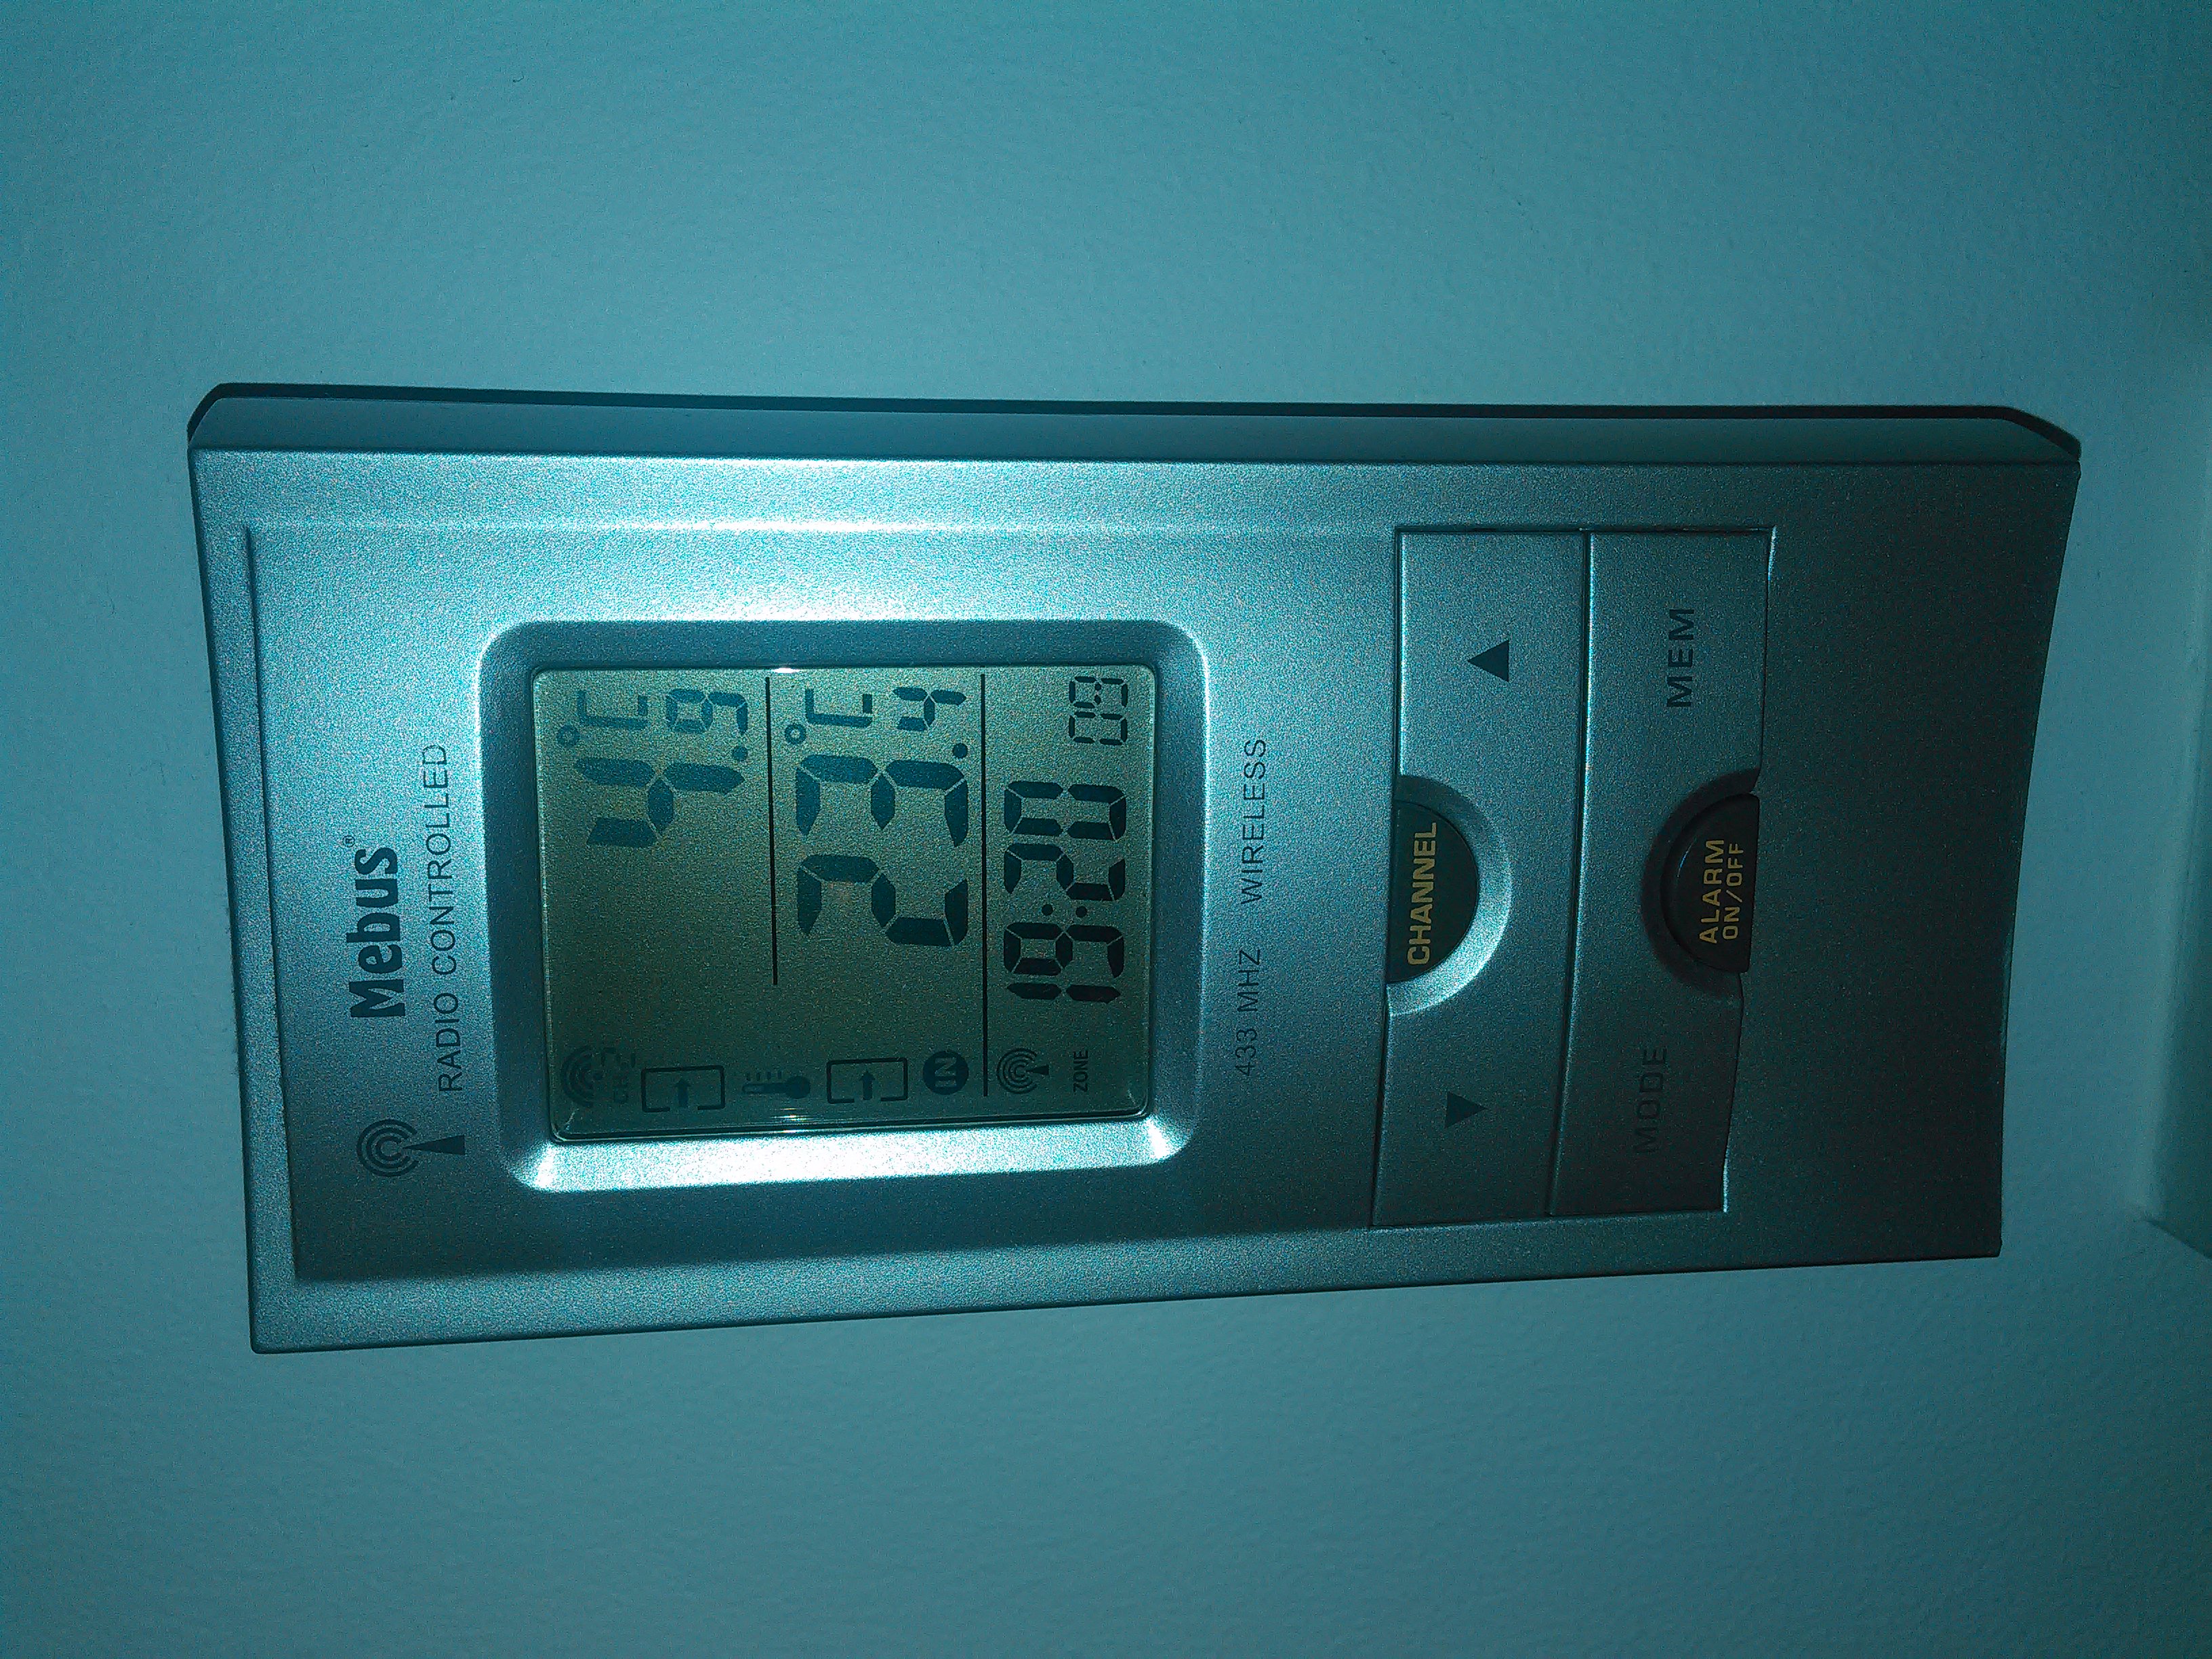 Mebus®
RADIO CONTROLLED
CH
4.9 °C
23.4 °C
IN
19:20 09
ZONE
433 MHZ WIRELESS
CHANNEL
▼ ▲
MODE MEM
ALARM
ON/OFF